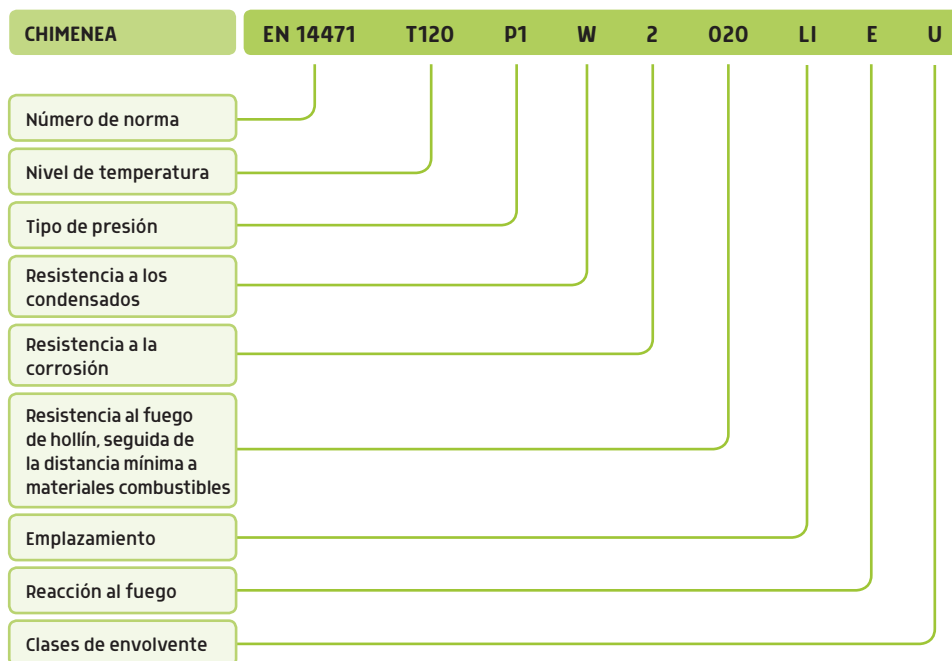 CHIMENEA EN 14471 T120 P1 W 2 020 LI E U
Número de norma
Nivel de temperatura
Tipo de presión
Resistencia a los
condensados
Resistencia a la
corrosión
Resistencia al fuego
de hollín, seguida de
la distancia mínima a
materiales combustibles
Emplazamiento
Reacción al fuego
Clases de envolvente